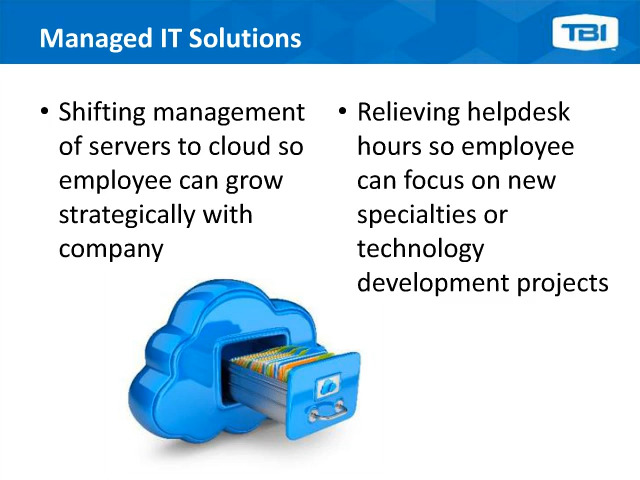 Managed IT Solutions
TBI
• Shifting management
of servers to cloud so
employee can grow
strategically with
company
• Relieving helpdesk
hours so employee
can focus on new
specialties or
technology
development projects